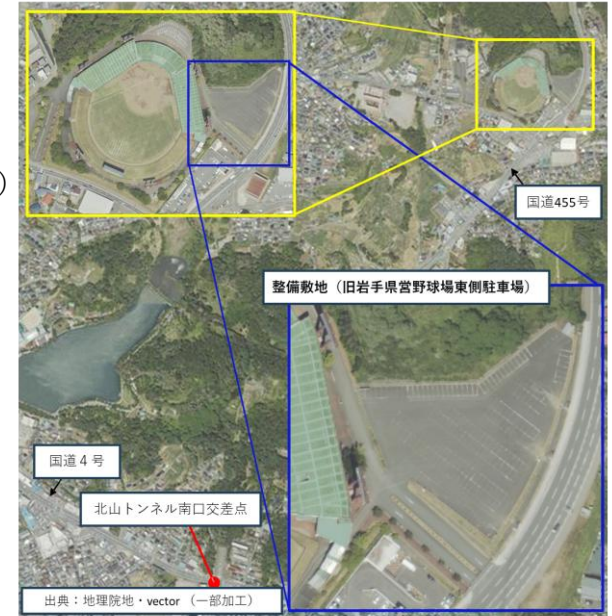 )
国道455号
整備敷地（旧岩手県営野球場東側駐車場）
国道４号
北山トンネル南口交差点
出典：地理院地・vector （一部加工）